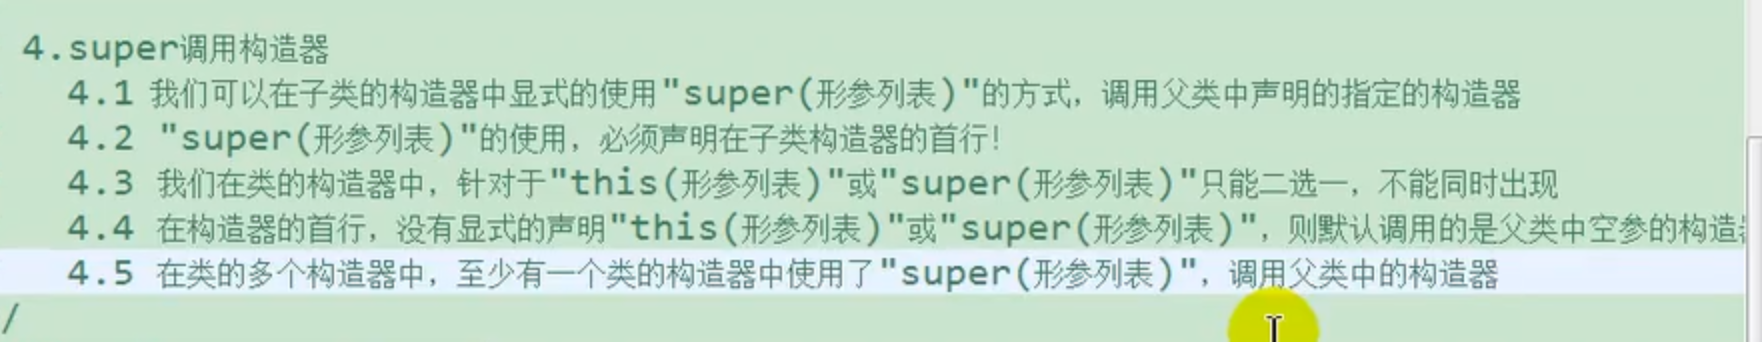 4.super调用构造器
4.1 我们可以在子类的构造器中显式的使用"super(形参列表)"的方式，调用父类中声明的指定的构造器
4.2 "super(形参列表)"的使用，必须声明在子类构造器的首行！
4.3 我们在类的构造器中，针对于"this(形参列表)"或"super(形参列表)"只能二选一，不能同时出现
4.4 在构造器的首行，没有显式的声明"this(形参列表)"或"super(形参列表)"，则默认调用的是父类中空参的构造
4.5 在类的多个构造器中，至少有一个类的构造器中使用了"super(形参列表)"，调用父类中的构造器
/